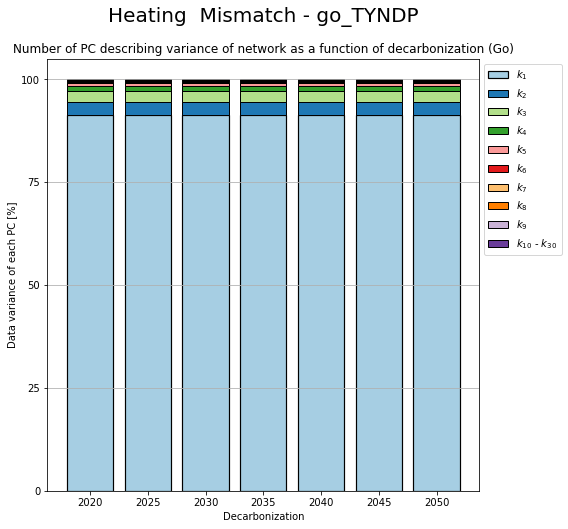 Heating  Mismatch - go_TYNDP
Number of PC describing variance of network as a function of decarbonization (Go)
100
75
50
25
0
Data variance of each PC [%]
2020 2025 2030 2035 2040 2045 2050
Decarbonization
k1
k2
k3
k4
k5
k6
k7
k8
k9
k10 - k30